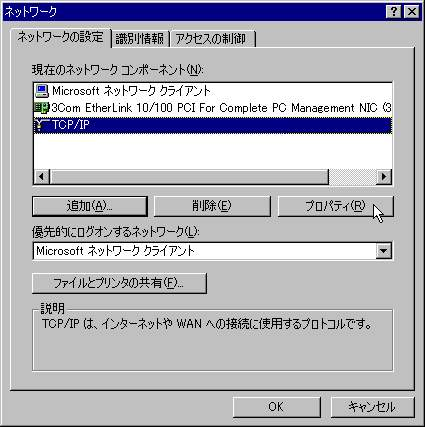 ネットワーク
ネットワークの設定 識別情報 アクセスの制御
現在のネットワーク コンポーネント(N):
Microsoft ネットワーク クライアント
3Com EtherLink 10/100 PCI For Complete PC Management NIC (3
TCP/IP
追加(A)... 削除(E) プロパティ(R)
優先的にログオンするネットワーク(L):
Microsoft ネットワーク クライアント
ファイルとプリンタの共有(F)...
説明
TCP/IP は、インターネットや WAN への接続に使用するプロトコルです。
OK キャンセル